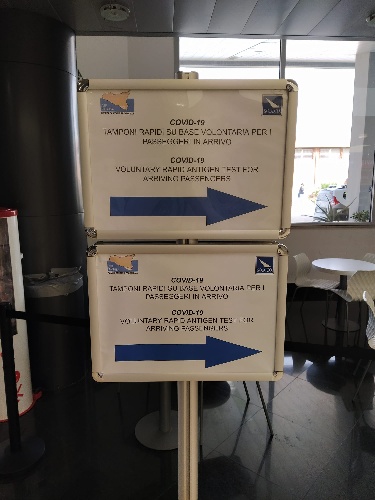 COVID-19
TAMPONI RAPIDI SU BASE VOLONTARIA PER I
PASSEGGERI IN ARRIVO
COVID-19
VOLUNTARY RAPID ANTIGEN TEST FOR
ARRIVING PASSENGERS
COVID-19
TAMPONI RAPIDI SU BASE VOLONTARIA PER I
PASSEGGERI IN ARRIVO
COVID-19
VOLUNTARY RAPID ANTIGEN TEST FOR
ARRIVING PASSENGERS